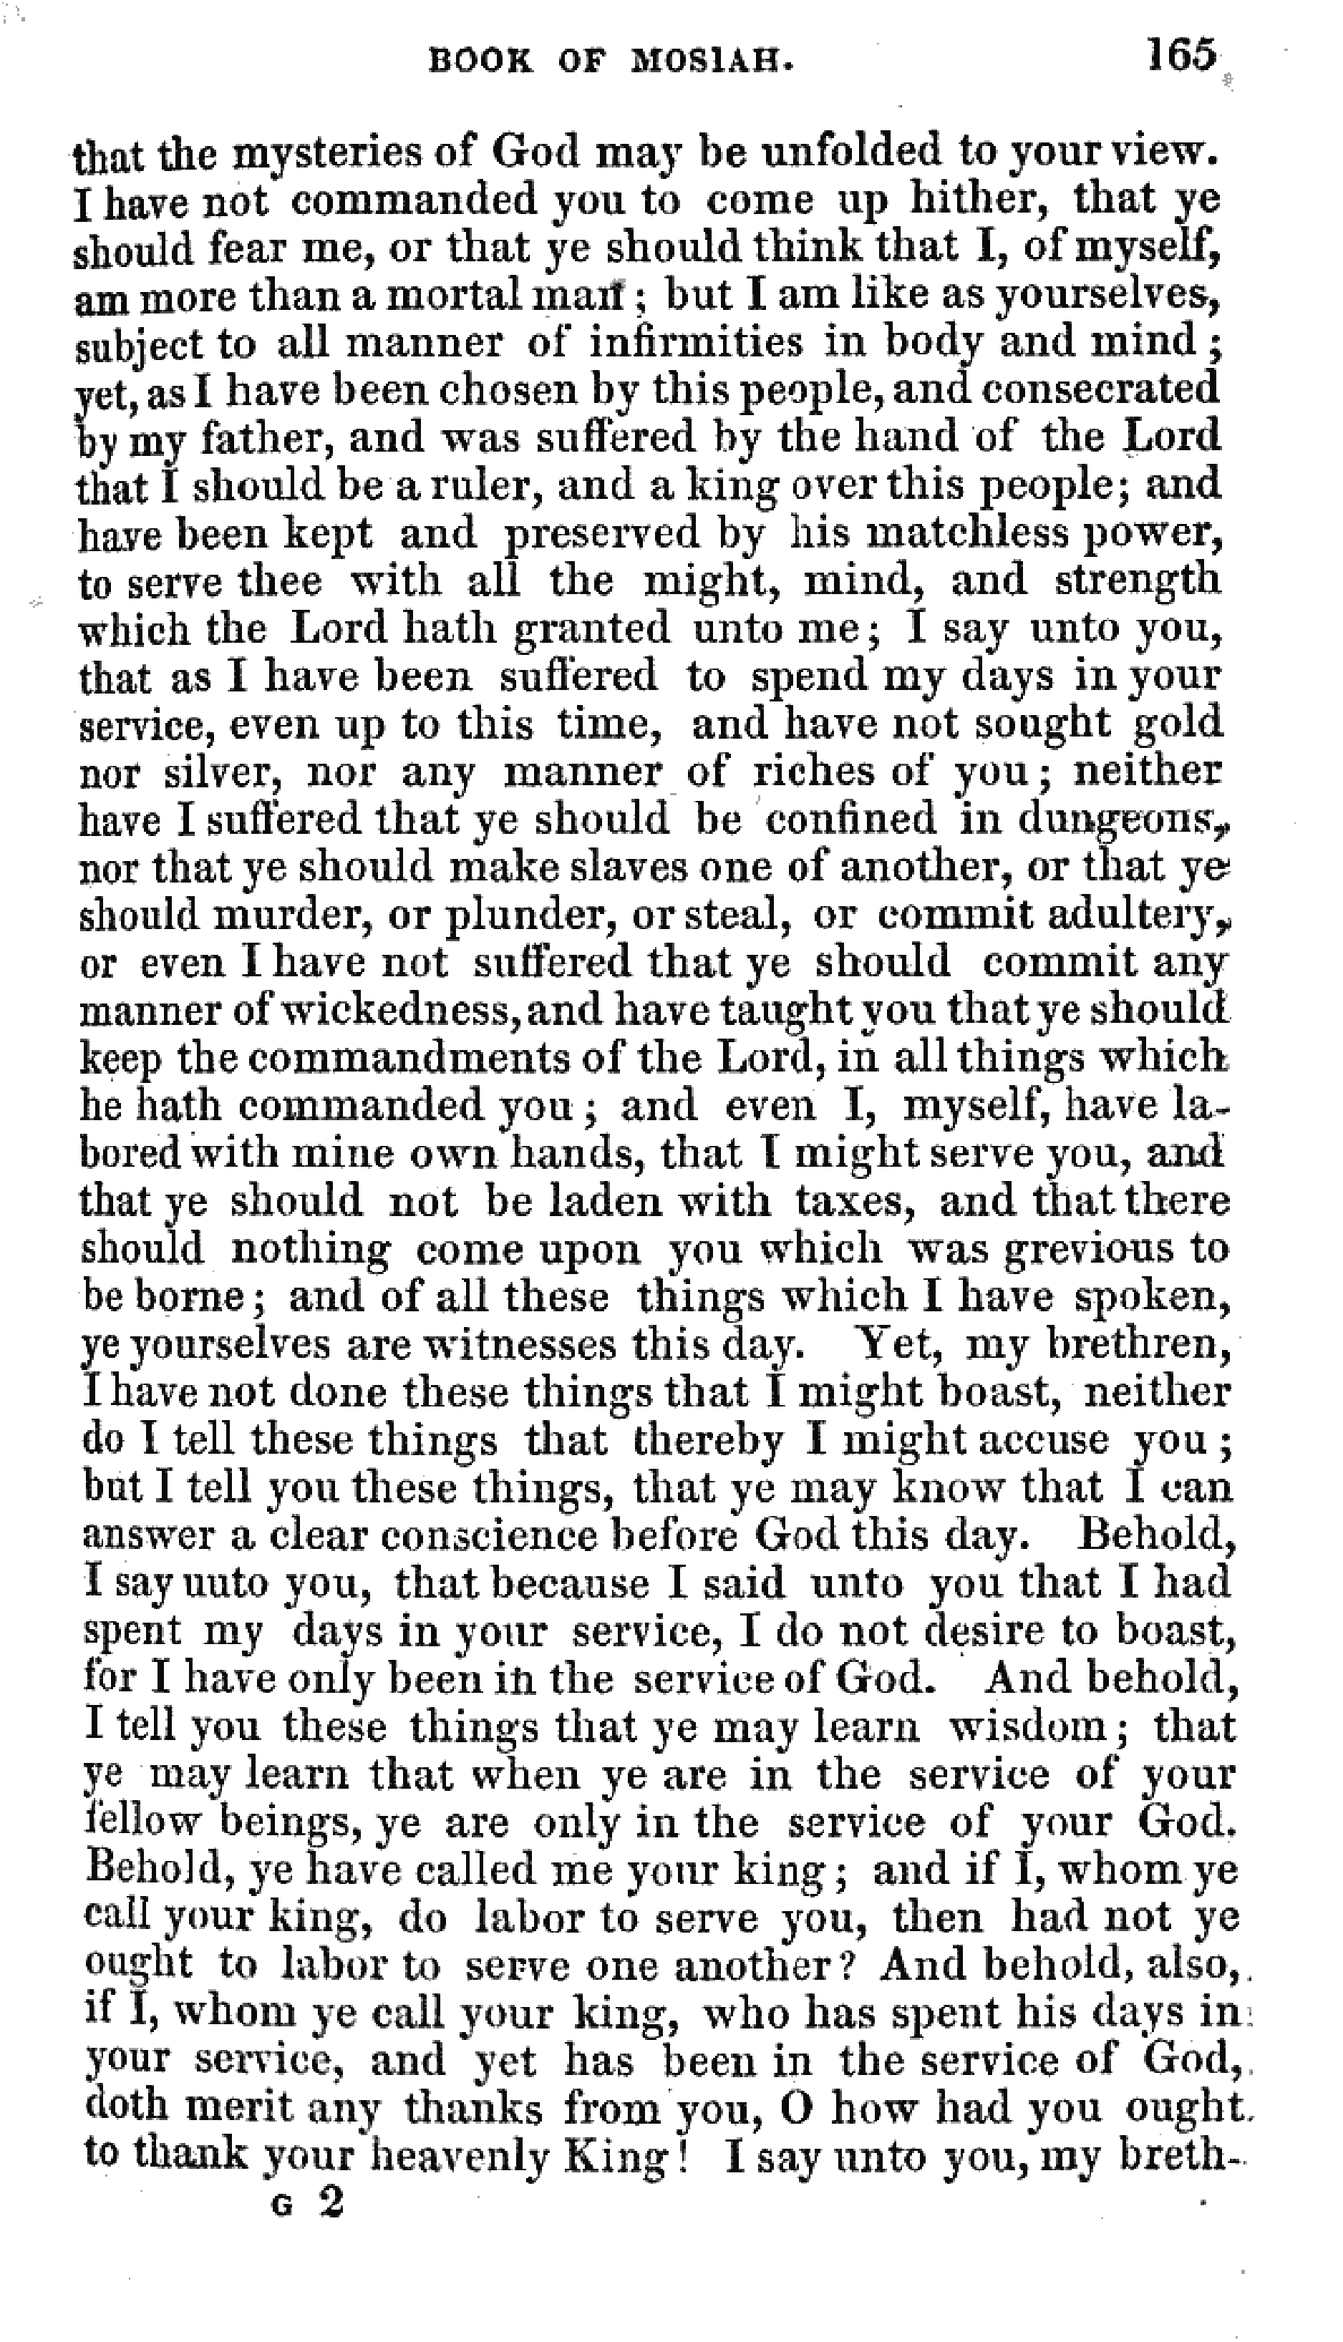 BOOK OF MOSIAH. 165
that the mysteries of God may be unfolded to your view.
I have not commanded you to come up hither, that ye
should fear me, or that ye should think that I, of myself,
am more than a mortal man; but I am like as yourselves,
subject to all manner of infirmities in body and mind;
yet, as I have been chosen by this people, and consecrated
by my father, and was suffered by the hand of the Lord
that I should be a ruler, and a king over this people; and
have been kept and preserved by his matchless power,
to serve thee with all the might, mind, and strength
which the Lord hath granted unto me; I say unto you,
that as I have been suffered to spend my days in your
service, even up to this time, and have not sought gold
nor silver, nor any manner of riches of you; neither
have I suffered that ye should be confined in dungeons,
nor that ye should make slaves one of another, or that ye
should murder, or plunder, or steal, or commit adultery,
or even I have not suffered that ye should commit any
manner of wickedness, and have taught you that ye should
keep the commandments of the Lord, in all things which
he hath commanded you; and even I, myself, have la-
bored with mine own hands, that I might serve you, and
that ye should not be laden with taxes, and that there
should nothing come upon you which was grevious to
be borne; and of all these things which I have spoken,
ye yourselves are witnesses this day. Yet, my brethren,
I have not done these things that I might boast, neither
do I tell these things that thereby I might accuse you;
but I tell you these things, that ye may know that I can
answer a clear conscience before God this day. Behold,
I say uuto you, that because I said unto you that I had
spent my days in your service, I do not desire to boast,
for I have only been in the service of God. And behold,
I tell you these things that ye may learn wisdom; that
ye may learn that when ye are in the service of your
fellow beings, ye are only in the service of your God.
Behold, ye have called me your king; and if I, whom ye
call your king, do labor to serve you, then had not ye
ought to labor to serve one another? And behold, also,
if I, whom ye call your king, who has spent his days in
your service, and yet has been in the service of God,
doth merit any thanks from you, O how had you ought
to thank your heavenly King! I say unto you, my breth-
G 2